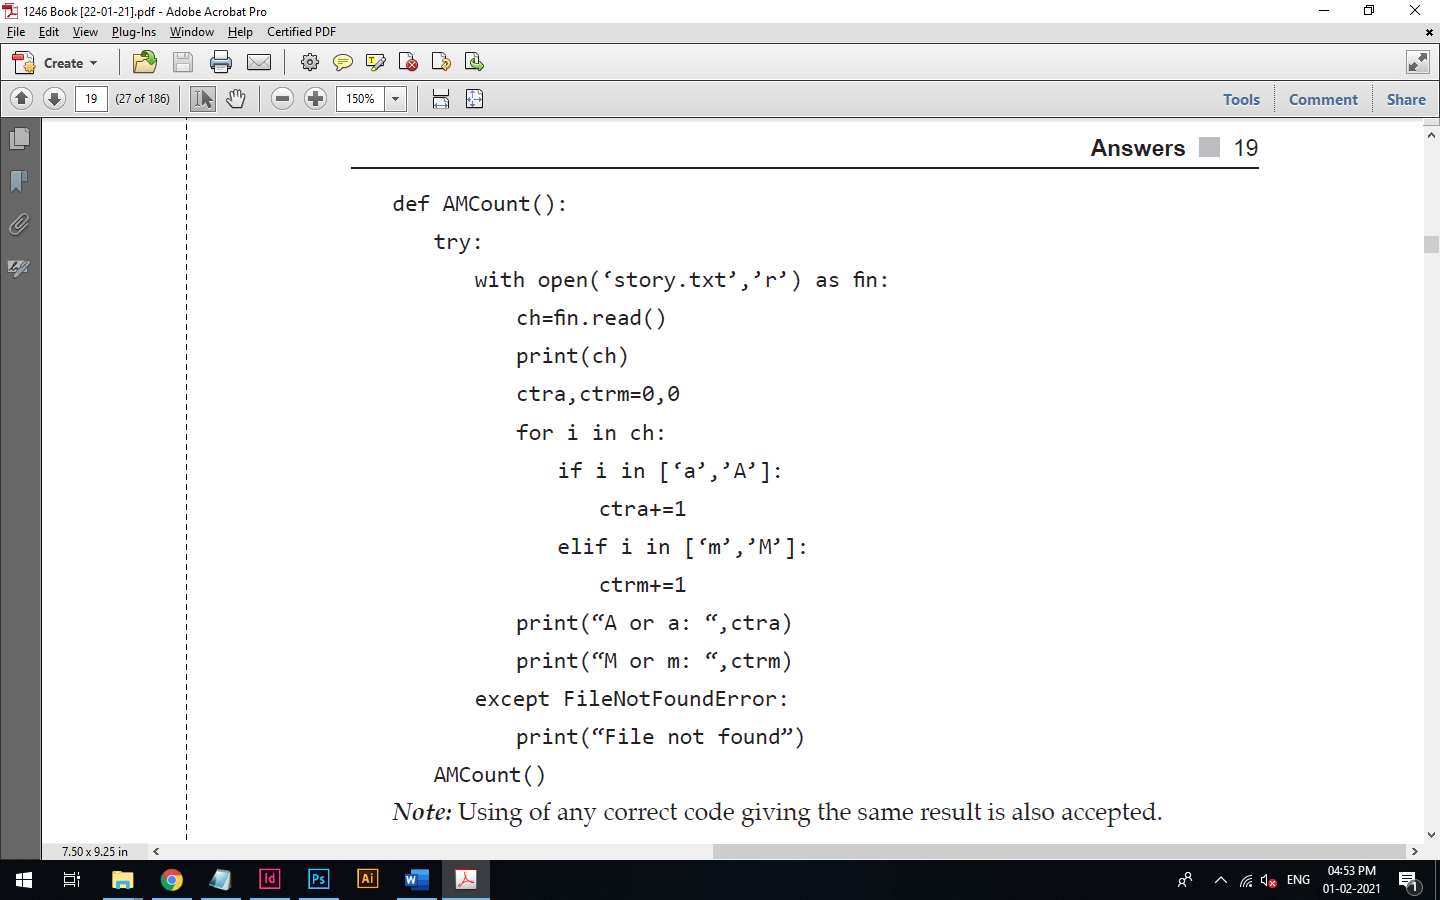 1246 Book [22-01-21].pdf - Adobe Acrobat Pro
File Edit View Plug-Ins Window Help Certified PDF
Create
19 (27 of 186) 150% Tools Comment Share
Answers 19
def AMCount():
try:
with open(‘story.txt’,’r’) as fin:
ch=fin.read()
print(ch)
ctra,ctrm=0,0
for i in ch:
if i in [‘a’,’A’]:
ctra+=1
elif i in [‘m’,’M’]:
ctrm+=1
print(“A or a: “,ctra)
print(“M or m: “,ctrm)
except FileNotFoundError:
print(“File not found”)
AMCount()
Note: Using of any correct code giving the same result is also accepted.
7.50 x 9.25 in
Id Ps Ai W ENG 04:53 PM
01-02-2021 1